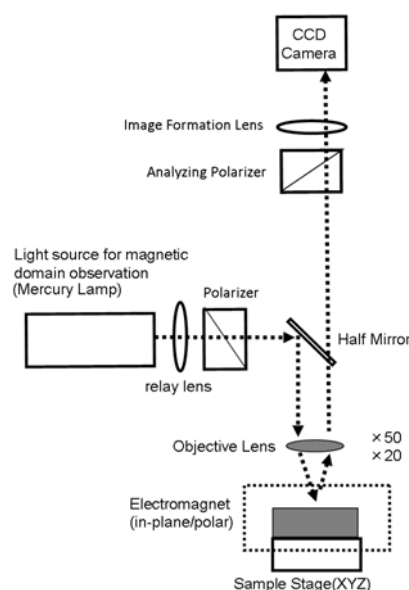 CCD
Camera
Image Formation Lens
Analyzing Polarizer
Light source for magnetic
domain observation
(Mercury Lamp)
Polarizer
Half Mirror
relay lens
Objective Lens
×50
×20
Electromagnet
(in-plane/polar)
Sample Stage(XYZ)